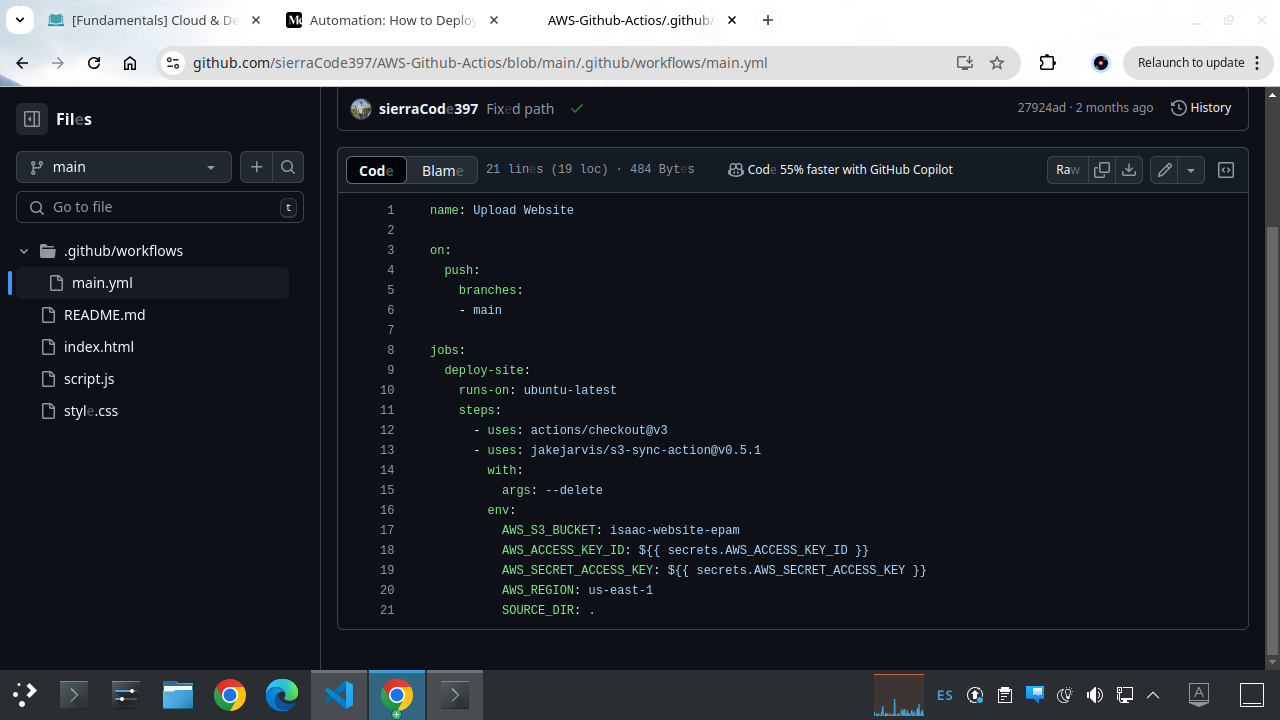 [Fundamentals] Cloud & De
Automation: How to Deploy
AWS-Github-Actios/.github/
github.com/sierraCode397/AWS-Github-Actios/blob/main/.github/workflows/main.yml
Relaunch to update
Files
main
Go to file
t
.github/workflows
main.yml
README.md
index.html
script.js
style.css
sierraCode397 Fixed path
27924ad · 2 months ago
History
Code
Blame
21 lines (19 loc) · 484 Bytes
Code 55% faster with GitHub Copilot
Raw
1 name: Upload Website
2
3 on:
4 push:
5 branches:
6 - main
7
8 jobs:
9 deploy-site:
10 runs-on: ubuntu-latest
11 steps:
12 - uses: actions/checkout@v3
13 - uses: jakejarvis/s3-sync-action@v0.5.1
14 with:
15 args: --delete
16 env:
17 AWS_S3_BUCKET: isaac-website-epam
18 AWS_ACCESS_KEY_ID: ${{ secrets.AWS_ACCESS_KEY_ID }}
19 AWS_SECRET_ACCESS_KEY: ${{ secrets.AWS_SECRET_ACCESS_KEY }}
20 AWS_REGION: us-east-1
21 SOURCE_DIR: .
ES
A